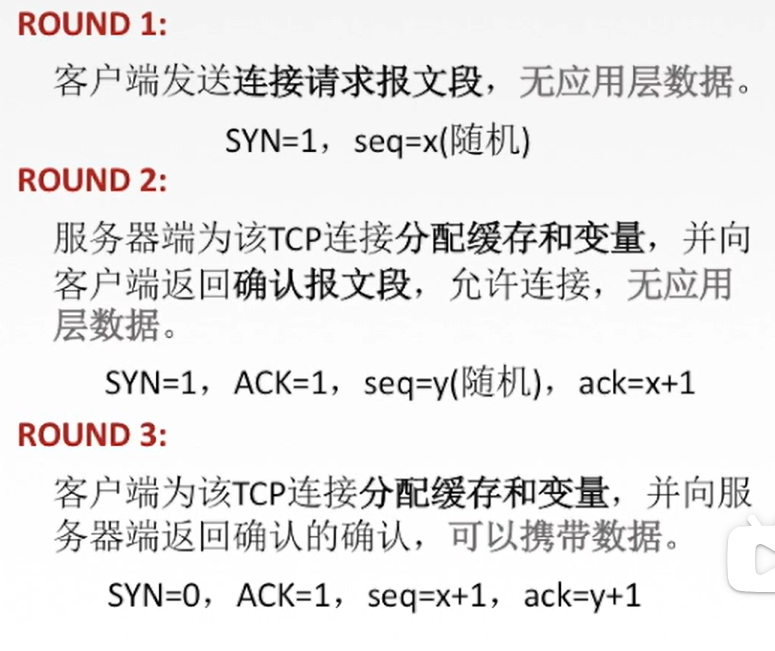 ROUND 1:
客户端发送连接请求报文段，无应用层数据。
SYN=1，seq=x(随机)
ROUND 2:
服务器端为该TCP连接分配缓存和变量，并向
客户端返回确认报文段，允许连接，无应用
层数据。
SYN=1，ACK=1，seq=y(随机)，ack=x+1
ROUND 3:
客户端为该TCP连接分配缓存和变量，并向服
务器端返回确认的确认，可以携带数据。
SYN=0，ACK=1，seq=x+1，ack=y+1